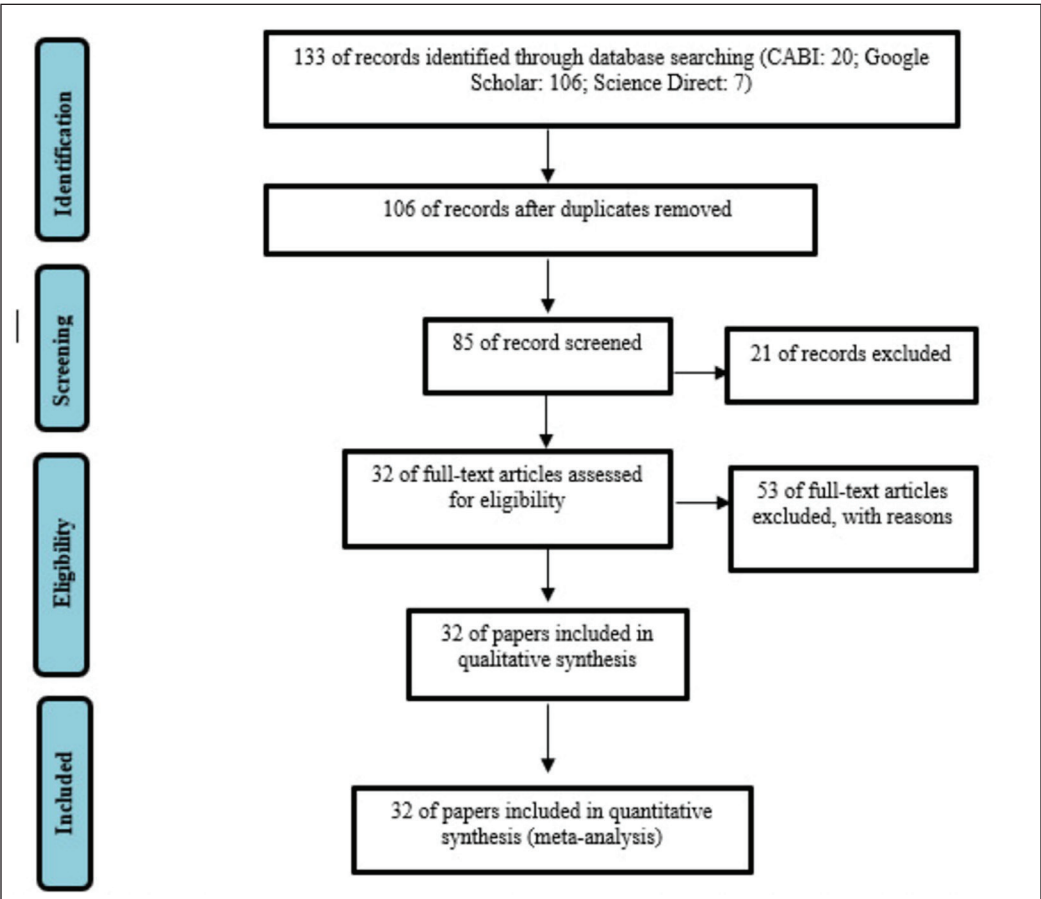 Identification
133 of records identified through database searching (CABI: 20; Google
Scholar: 106; Science Direct: 7)
106 of records after duplicates removed
Screening
85 of record screened
21 of records excluded
Eligibility
32 of full-text articles assessed
for eligibility
53 of full-text articles
excluded, with reasons
32 of papers included in
qualitative synthesis
Included
32 of papers included in quantitative
synthesis (meta-analysis)